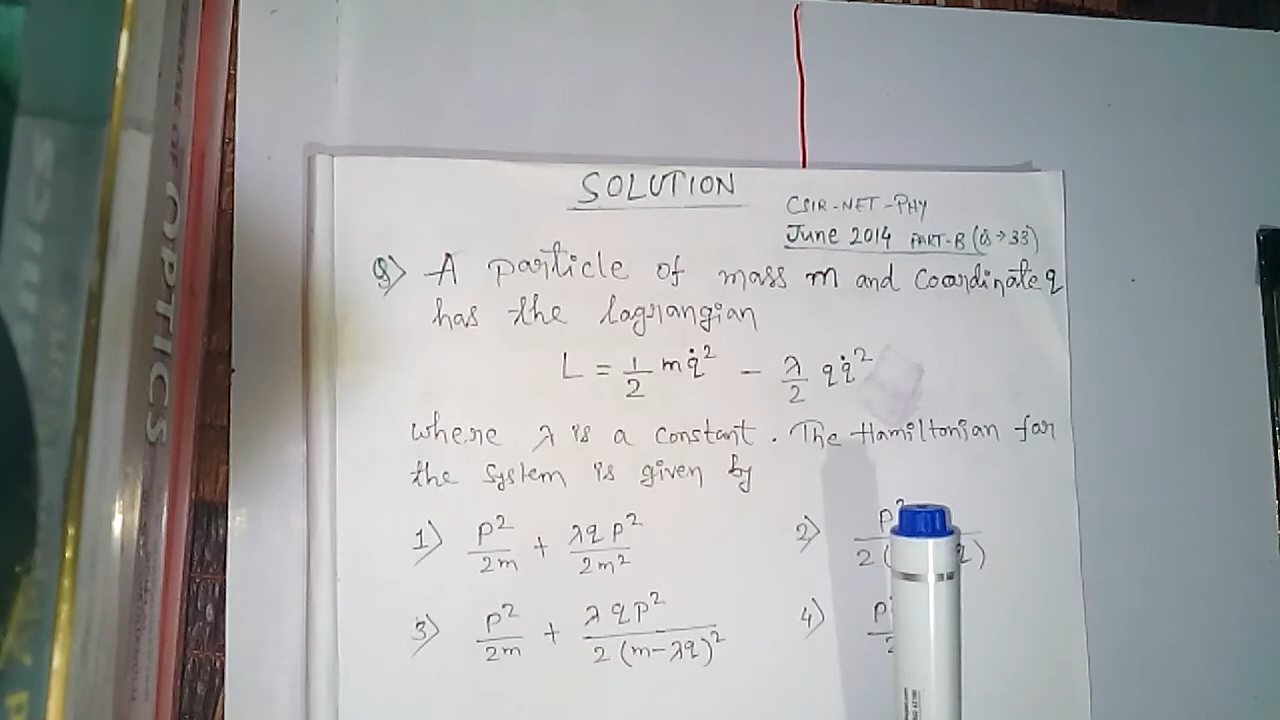 SOLUTION
CSIR-NET-PHY
June 2014 PART-B (Q→33)
Q) A particle of mass m and coordinate q
has the lagrangian
L = 1/2 mq̇² - λ/2 qq̇²
where λ is a constant. The Hamiltonian for
the system is given by
1) p²/2m + λqp²/2m² 2)
3) p²/2m + λqp²/2(m-λq)² 4)
OPTICS